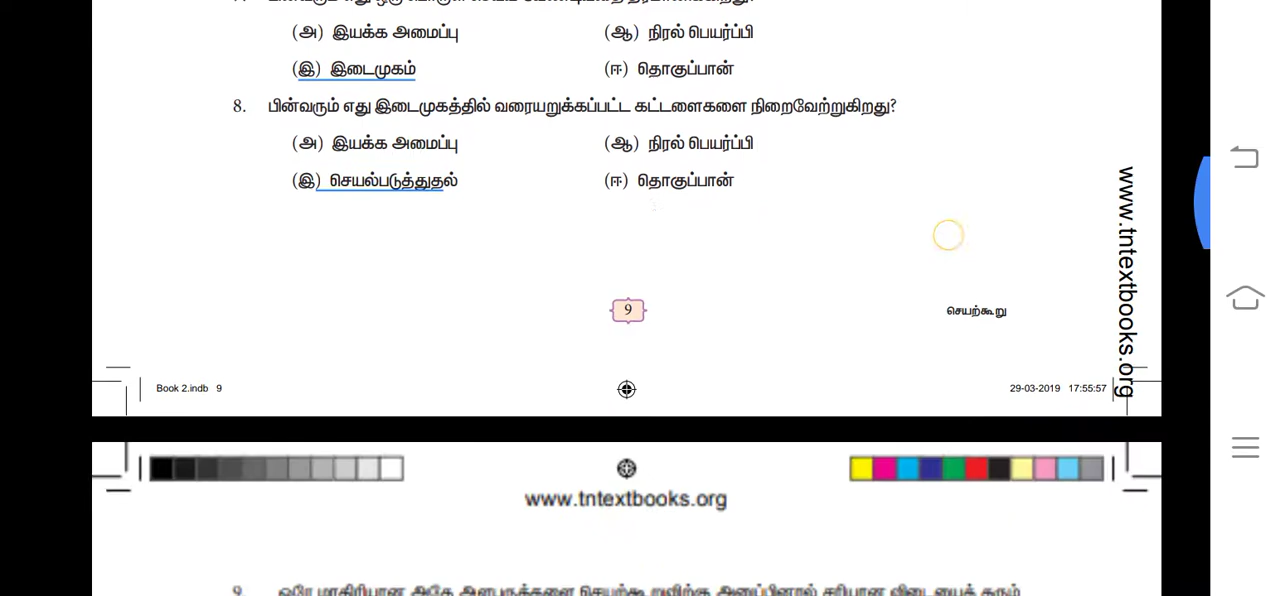 (அ) இயக்க அமைப்பு (ஆ) நிரல் பெயர்ப்பி
(இ) இடைமுகம் (ஈ) தொகுப்பான்
8. பின்வரும் எது இடைமுகத்தில் வரையறுக்கப்பட்ட கட்டளைகளை நிறைவேற்றுகிறது?
(அ) இயக்க அமைப்பு (ஆ) நிரல் பெயர்ப்பி
(இ) செயல்படுத்துதல் (ஈ) தொகுப்பான்
9 செயற்கூறு
www.tntextbooks.org
Book 2.indb 9 29-03-2019 17:55:57
www.tntextbooks.org
9.